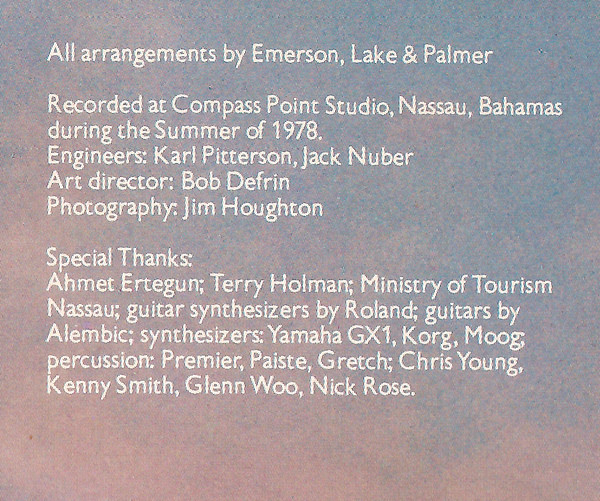 All arrangements by Emerson, Lake & Palmer
Recorded at Compass Point Studio, Nassau, Bahamas
during the Summer of 1978.
Engineers: Karl Pitterson, Jack Nuber
Art director: Bob Defrin
Photography: Jim Houghton
Special Thanks:
Ahmet Ertegun; Terry Holman; Ministry of Tourism
Nassau; guitar synthesizers by Roland; guitars by
Alembic; synthesizers: Yamaha GX1, Korg, Moog;
percussion: Premier, Paiste, Gretch; Chris Young,
Kenny Smith, Glenn Woo, Nick Rose.